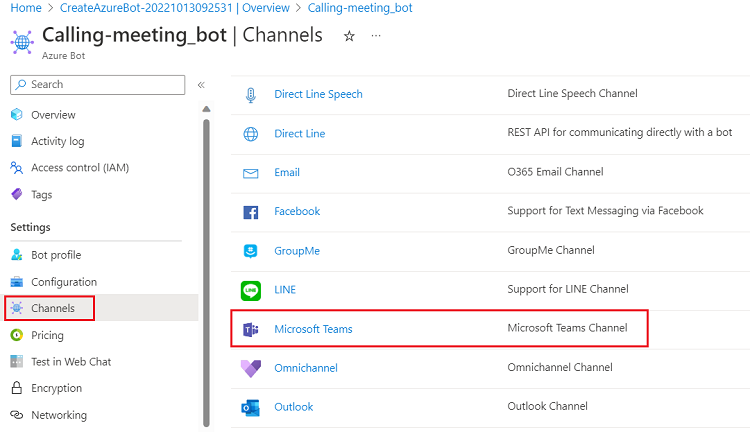 Home > CreateAzureBot-20221013092531 | Overview > Calling-meeting_bot
Calling-meeting_bot | Channels
Azure Bot
Search
Overview
Activity log
Access control (IAM)
Tags
Settings
Bot profile
Configuration
Channels
Pricing
Test in Web Chat
Encryption
Networking
Direct Line Speech Direct Line Speech Channel
Direct Line REST API for communicating directly with a bot
Email O365 Email Channel
Facebook Support for Text Messaging via Facebook
GroupMe GroupMe Channel
LINE LINE Support for LINE Channel
Microsoft Teams Microsoft Teams Channel
Omnichannel Omnichannel Channel
Outlook Outlook Channel